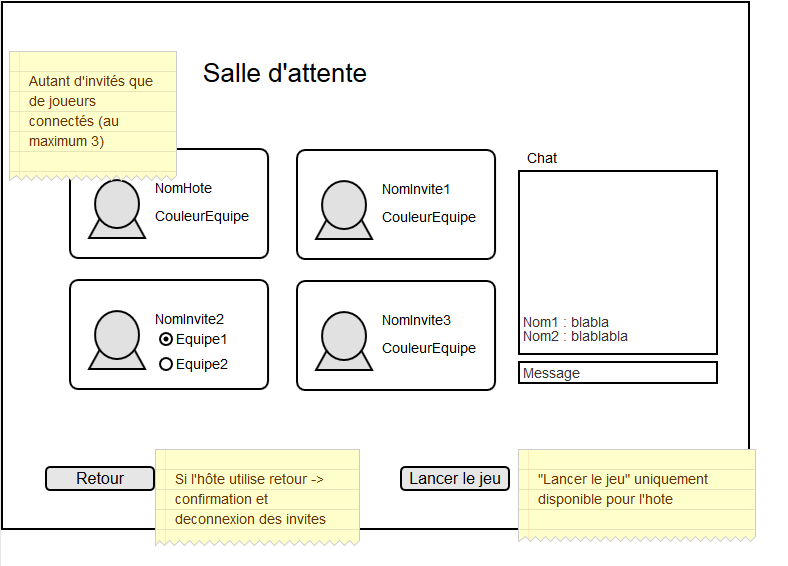 Salle d'attente
Autant d'invités que
de joueurs
connectés (au
maximum 3)
NomHote
CouleurEquipe
NomInvite1
CouleurEquipe
NomInvite2
Equipe1
Equipe2
NomInvite3
CouleurEquipe
Chat
Nom1 : blabla
Nom2 : blablabla
Message
Retour
Si l'hôte utilise retour ->
confirmation et
deconnexion des invites
Lancer le jeu
"Lancer le jeu" uniquement
disponible pour l'hote